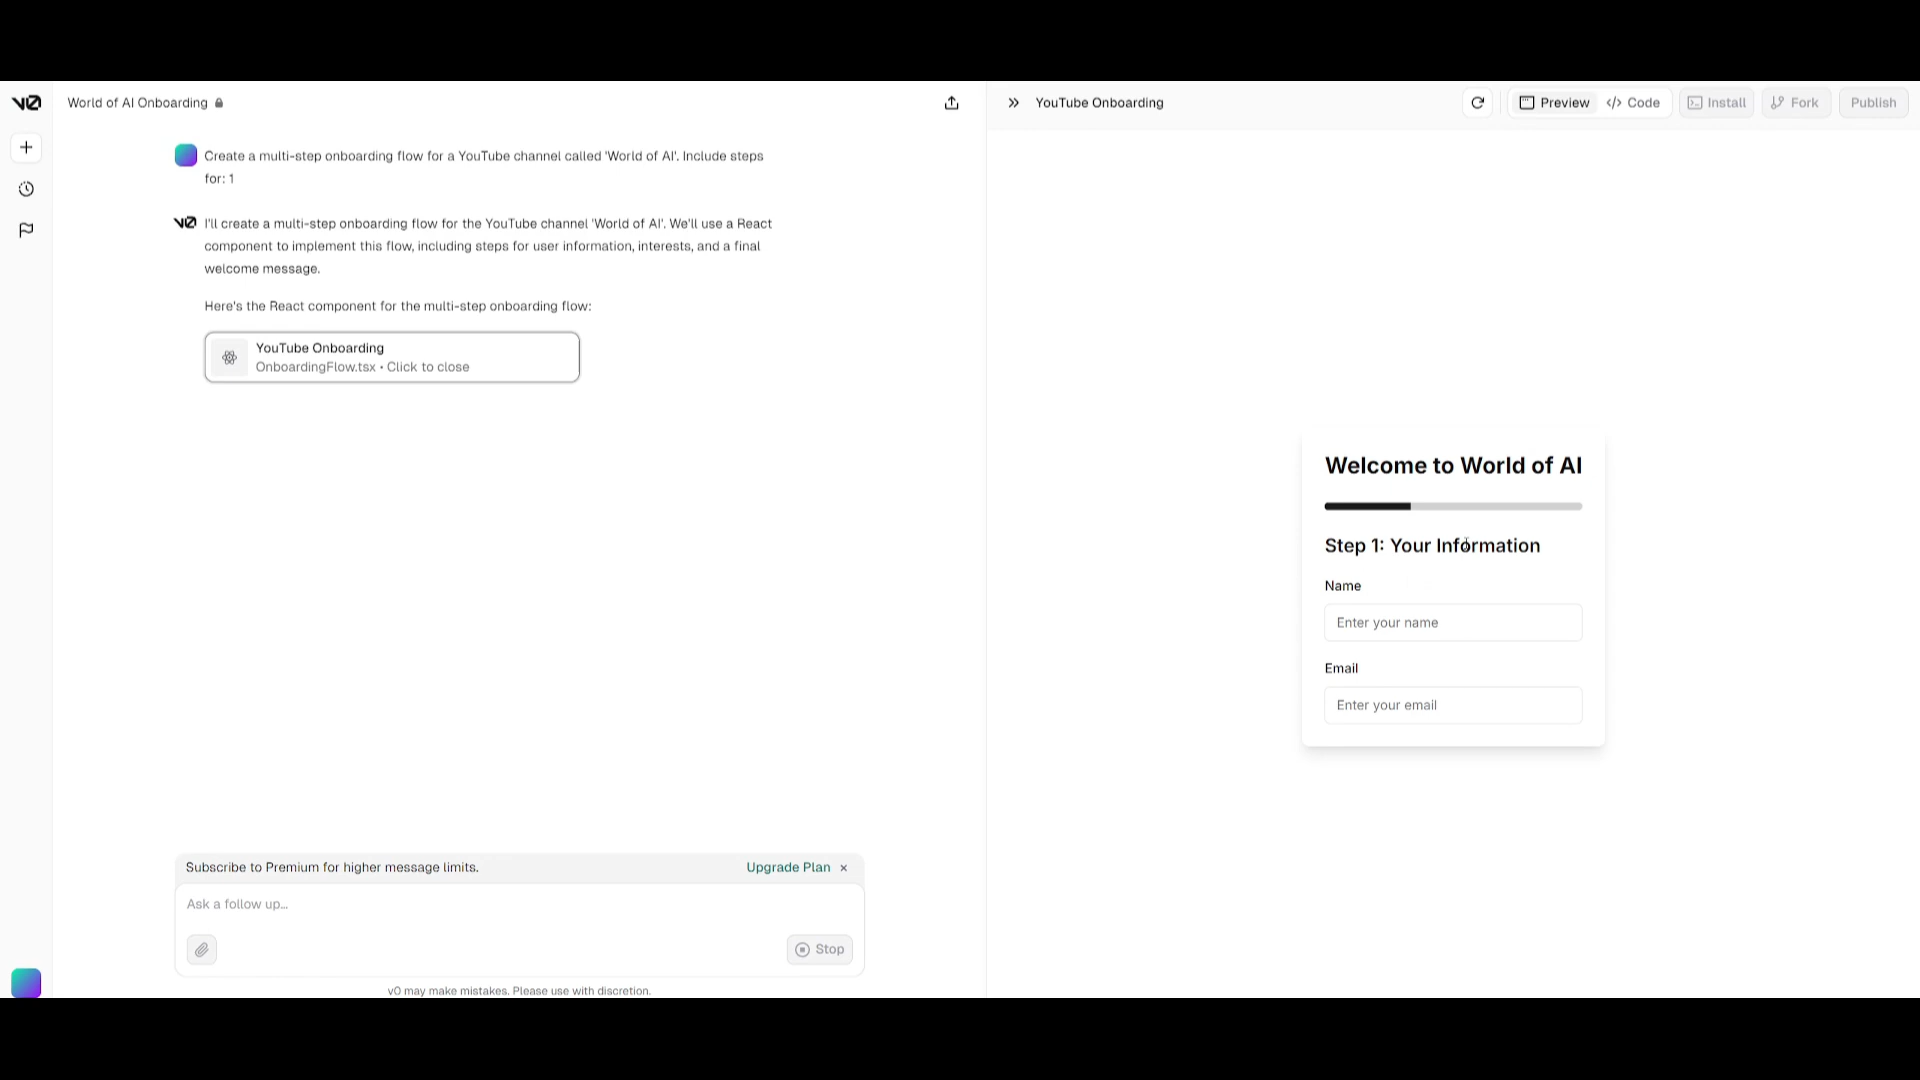 v0
World of AI Onboarding
Create a multi-step onboarding flow for a YouTube channel called 'World of AI'. Include steps
for: 1
v0
I'll create a multi-step onboarding flow for the YouTube channel 'World of AI'. We'll use a React
component to implement this flow, including steps for user information, interests, and a final
welcome message.
Here's the React component for the multi-step onboarding flow:
YouTube Onboarding
OnboardingFlow.tsx • Click to close
Subscribe to Premium for higher message limits.
Upgrade Plan ×
Ask a follow up...
Stop
v0 may make mistakes. Please use with discretion.
YouTube Onboarding
Preview
</> Code
Install
Fork
Publish
Welcome to World of AI
Step 1: Your Information
Name
Enter your name
Email
Enter your email